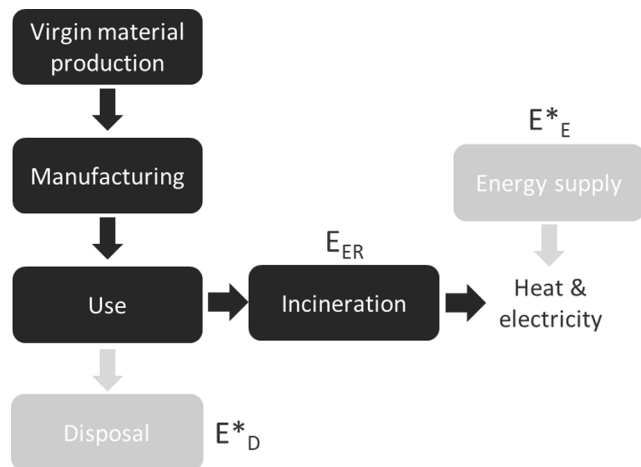 Virgin material
production
Manufacturing
E*E
Energy supply
EER
Use
Incineration
Heat &
electricity
Disposal
E*D